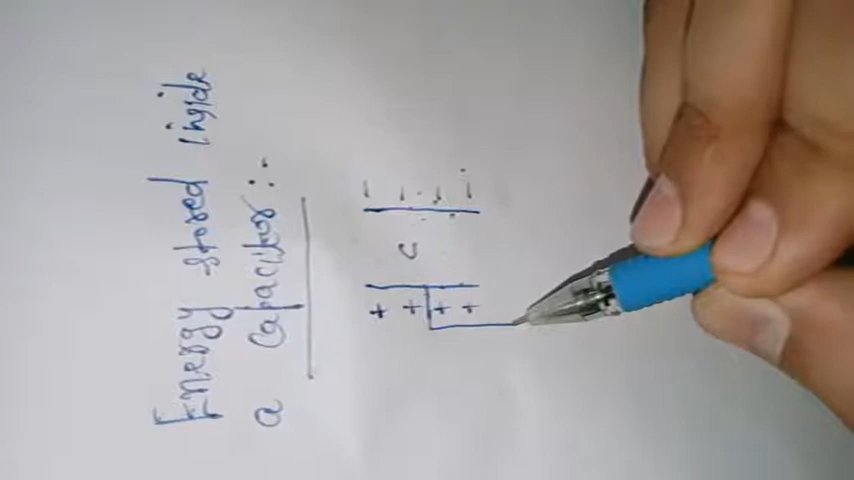 Energy stored inside
a capacitor :-
- - - -
C
+ + + +